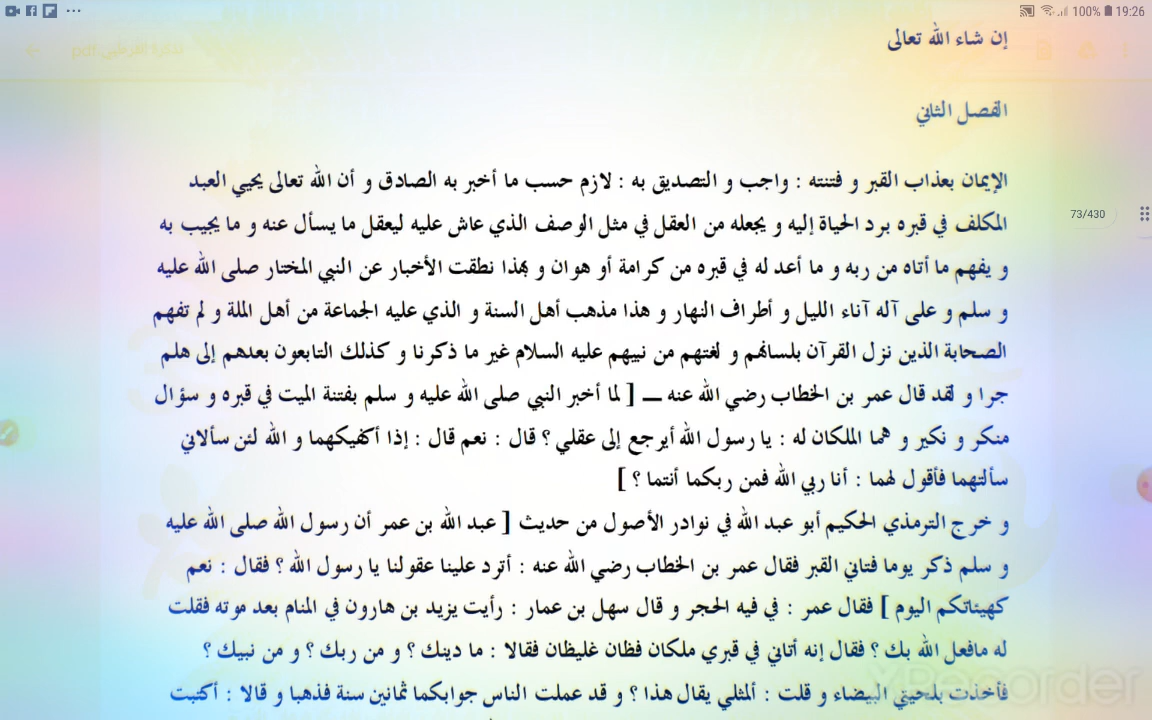 100% 19:26
تذكرة القرطبي pdf
إن شاء الله تعالى
الفصل الثاني
الإيمان بعذاب القبر و فتنته : واجب و التصديق به : لازم حسب ما أخبر به الصادق و أن الله تعالى يحيي العبد
73/430
المكلف في قبره برد الحياة إليه و يجعله من العقل في مثل الوصف الذي عاش عليه ليعقل ما يسأل عنه و ما يجيب به
و يفهم ما أتاه من ربه و ما أعد له في قبره من كرامة أو هوان و بهذا نطقت الأخبار عن النبي المختار صلى الله عليه
و سلم و على آله آناء الليل و أطراف النهار و هذا مذهب أهل السنة و الذي عليه الجماعة من أهل الملة و لم تفهم
الصحابة الذين نزل القرآن بلسانهم و لغتهم من نبيهم عليه السلام غير ما ذكرنا و كذلك التابعون بعدهم إلى هلم
جرا و لقد قال عمر بن الخطاب رضي الله عنه ــ [ لما أخبر النبي صلى الله عليه و سلم بفتنة الميت في قبره و سؤال
منكر و نكير و هما الملكان له : يا رسول الله أيرجع إلى عقلي ؟ قال : نعم قال : إذا أكفيكهما و الله لئن سألاني
سألتهما فأقول لهما : أنا ربي الله فمن ربكما أنتما ؟ ]
و خرج الترمذي الحكيم أبو عبد الله في نوادر الأصول من حديث [ عبد الله بن عمر أن رسول الله صلى الله عليه
و سلم ذكر يوما فتاني القبر فقال عمر بن الخطاب رضي الله عنه : أترد علينا عقولنا يا رسول الله ؟ فقال : نعم
كهيئاتكم اليوم ] فقال عمر : في فيه الحجر و قال سهل بن عمار : رأيت يزيد بن هارون في المنام بعد موته فقلت
له مافعل الله بك ؟ فقال إنه أتاني في قبري ملكان فظان غليظان فقالا : ما دينك ؟ و من ربك ؟ و من نبيك ؟
فأخذت بلحيتي البيضاء و قلت : ألمثلي يقال هذا ؟ و قد علمت الناس جوابكما ثمانين سنة فذهبا و قالا : أكتبت
XRecorder